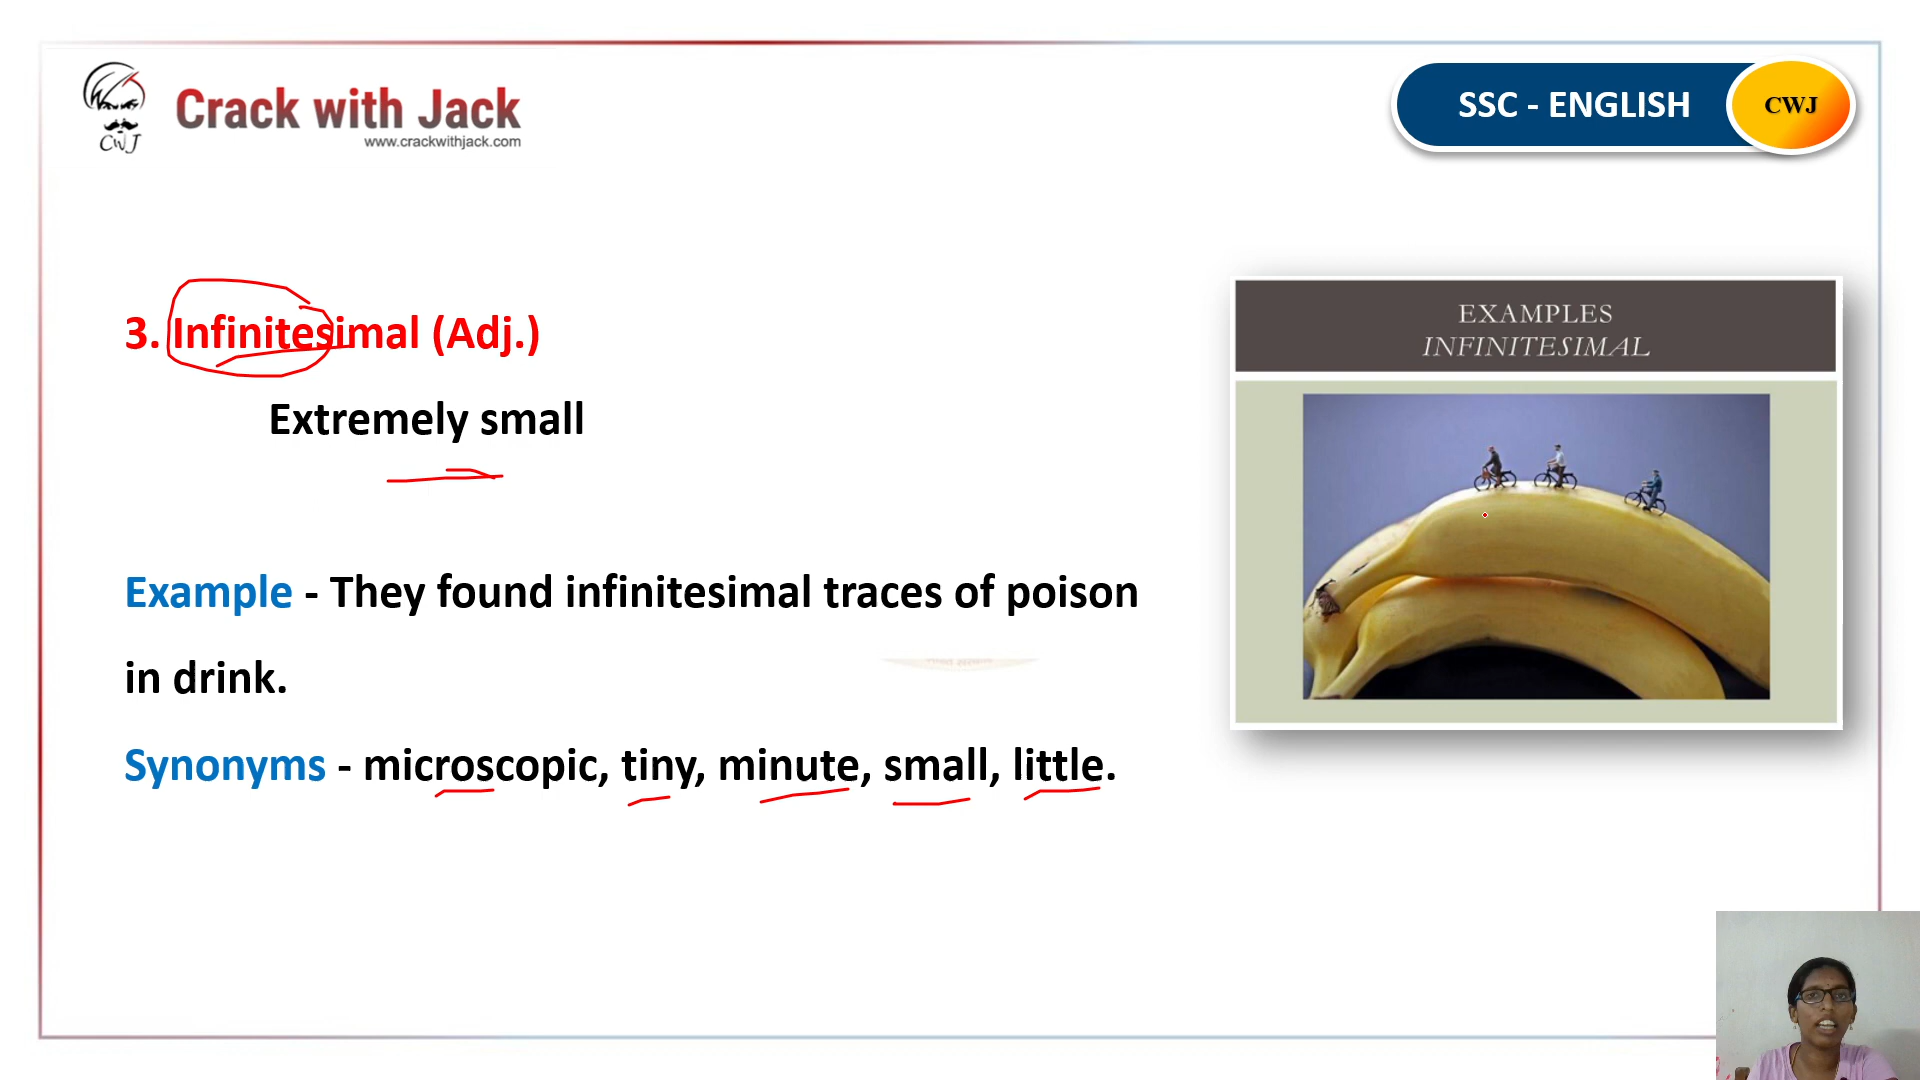 CWJ
Crack with Jack
www.crackwithjack.com
SSC - ENGLISH
CWJ
3. Infinitesimal (Adj.)
Extremely small
Example - They found infinitesimal traces of poison
in drink.
Synonyms - microscopic, tiny, minute, small, little.
EXAMPLES
INFINITESIMAL